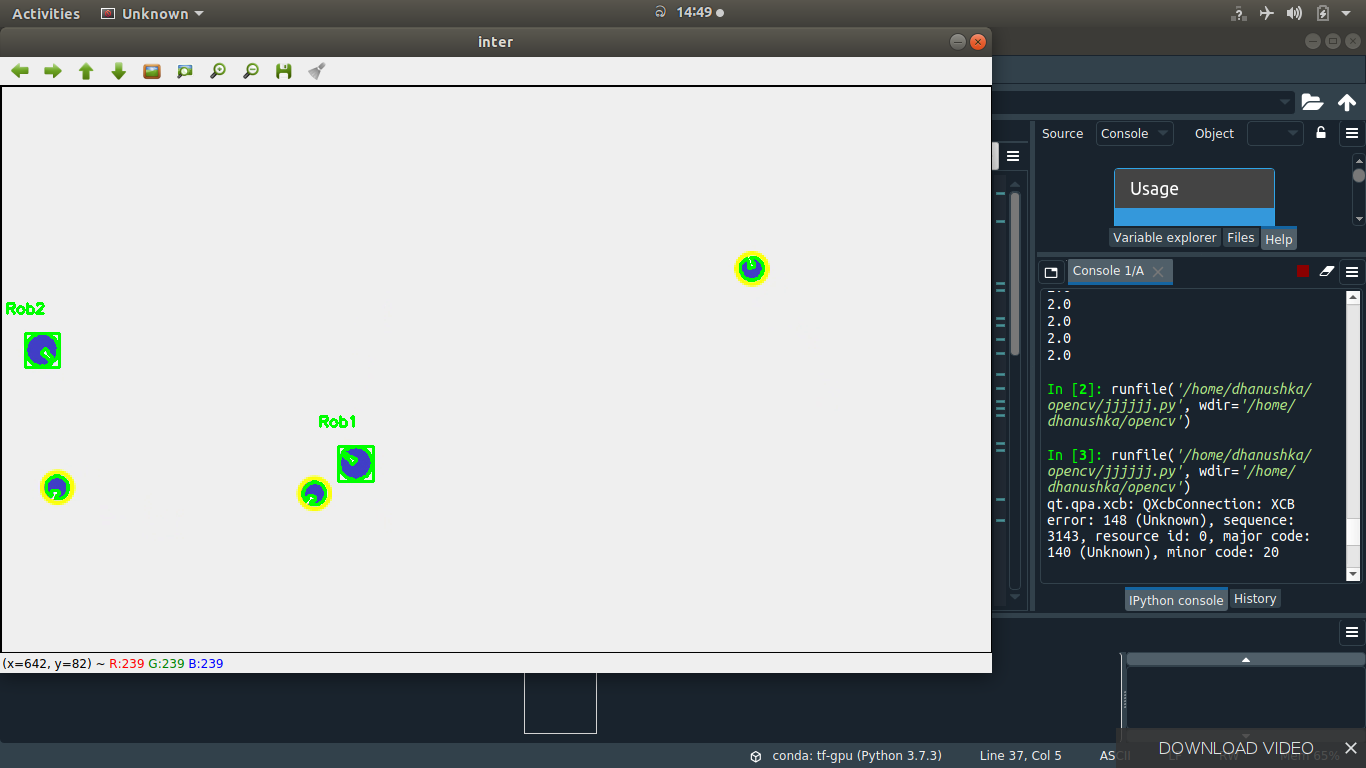 Activities
Unknown
14:49
inter
Source
Console
Object
Usage
Rob2
Variable explorer
Files
Help
Console 1/A
2.0
2.0
2.0
2.0
In [2]: runfile('/home/dhanushka/
opencv/jjjjjj.py', wdir='/home/
dhanushka/opencv')
Rob1
In [3]: runfile('/home/dhanushka/
opencv/jjjjjj.py', wdir='/home/
dhanushka/opencv')
qt.qpa.xcb: QXcbConnection: XCB
error: 148 (Unknown), sequence:
3143, resource id: 0, major code:
140 (Unknown), minor code: 20
IPython console
History
(x=642, y=82) ~ R:239 G:239 B:239
conda: tf-gpu (Python 3.7.3)
Line 37, Col 5
DOWNLOAD VIDEO